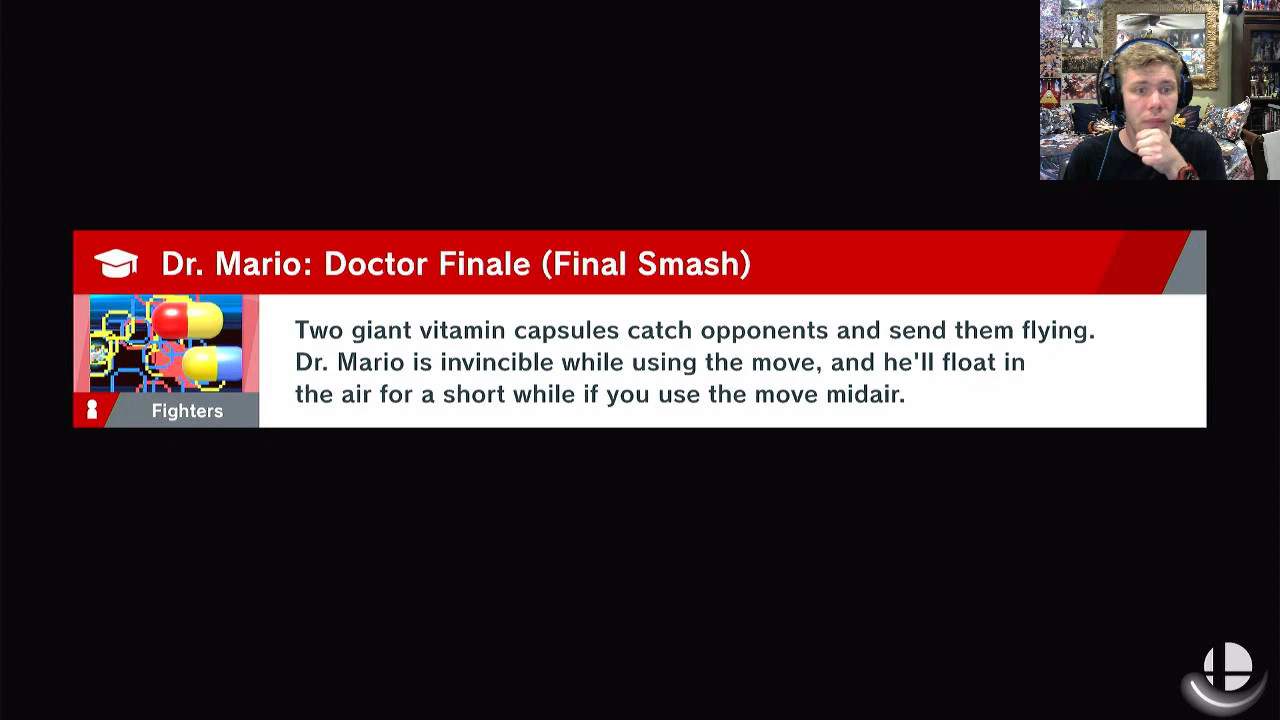 Dr. Mario: Doctor Finale (Final Smash)
Two giant vitamin capsules catch opponents and send them flying.
Dr. Mario is invincible while using the move, and he'll float in
the air for a short while if you use the move midair.
Fighters